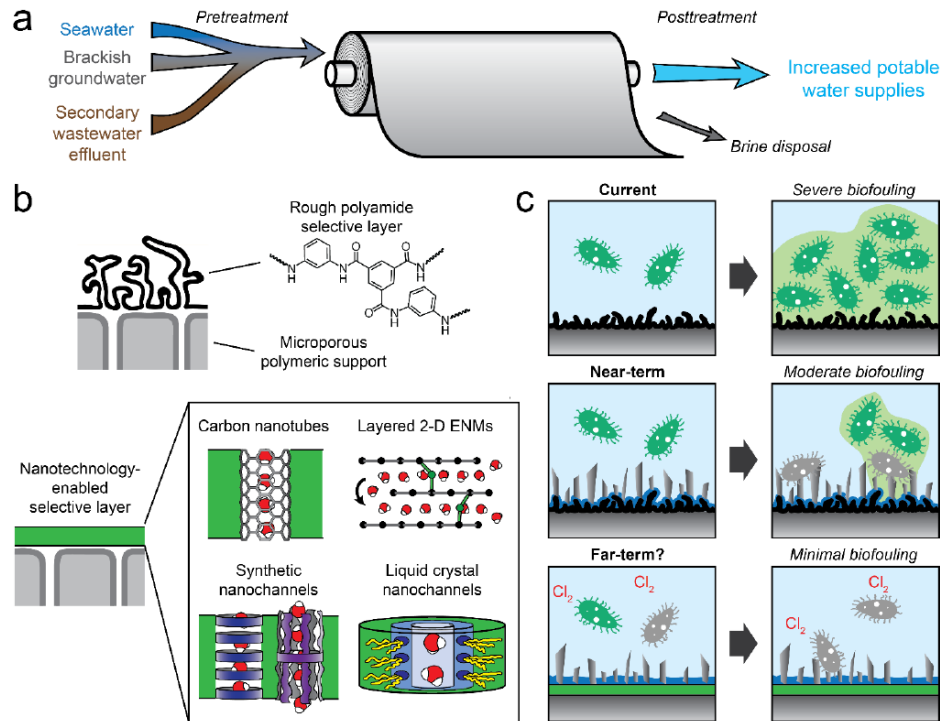 a
Pretreatment
Posttreatment
Seawater
Brackish
groundwater
Secondary
wastewater
effluent
Increased potable
water supplies
Brine disposal
b
Rough polyamide
selective layer
O
O
N
H
N
H
N
H
O
NH
N
H
Microporous
polymeric support
Nanotechnology-
enabled
selective layer
Carbon nanotubes
Layered 2-D ENMs
Synthetic
nanochannels
Liquid crystal
nanochannels
c
Current
Severe biofouling
Near-term
Moderate biofouling
Far-term?
Minimal biofouling
Cl2
Cl2
Cl2
Cl2